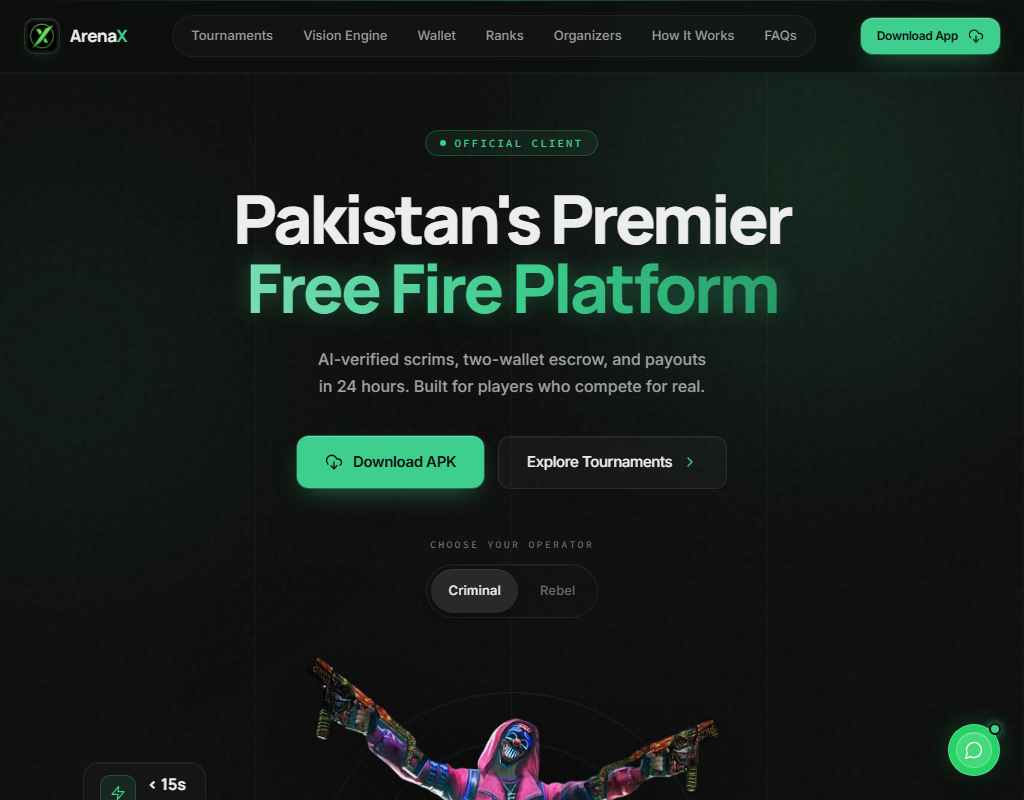 ArenaX
Tournaments
Vision Engine
Wallet
Ranks
Organizers
How It Works
FAQs
Download App
OFFICIAL CLIENT
Pakistan's Premier
Free Fire Platform
AI-verified scrims, two-wallet escrow, and payouts
in 24 hours. Built for players who compete for real.
Download APK
Explore Tournaments
CHOOSE YOUR OPERATOR
Criminal
Rebel
< 15s